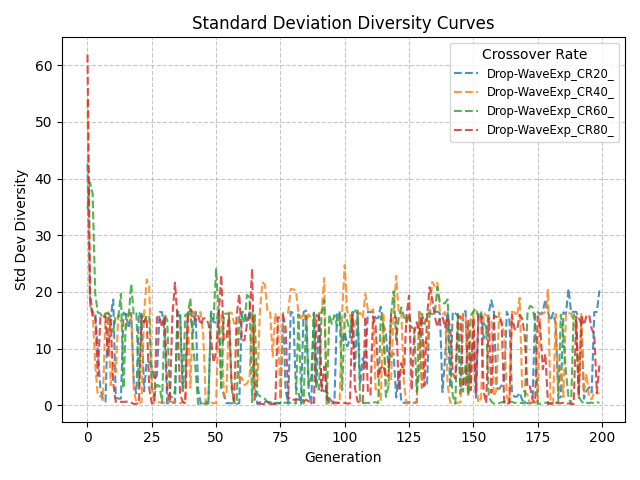 Standard Deviation Diversity Curves
Crossover Rate
Drop-WaveExp_CR20_
Drop-WaveExp_CR40_
Drop-WaveExp_CR60_
Drop-WaveExp_CR80_
Std Dev Diversity
60
50
40
30
20
10
0
0 25 50 75 100 125 150 175 200
Generation